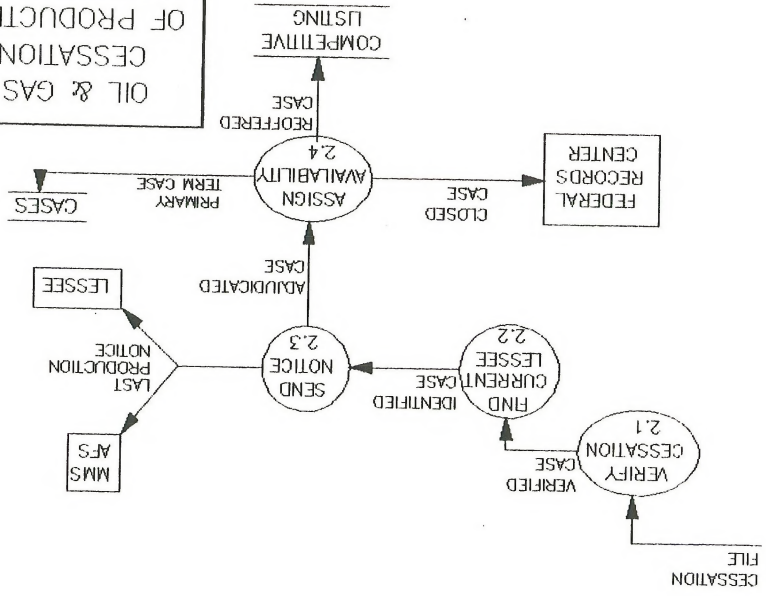 CESSATION
FILE
VERIFY
CESSATION
2.1
VERIFIED
CASE
FIND
CURRENT
LESSEE
2.2
IDENTIFIED
CASE
SEND
NOTICE
2.3
LAST
PRODUCTION
NOTICE
MMS
AFS
LESSEE
ADJUDICATED
CASE
ASSIGN
AVAILABILITY
2.4
CLOSED
CASE
FEDERAL
RECORDS
CENTER
PRIMARY
TERM CASE
CASES
REOFFERED
CASE
COMPETITIVE
LISTING
OIL & GAS
CESSATION
OF PRODUCTI